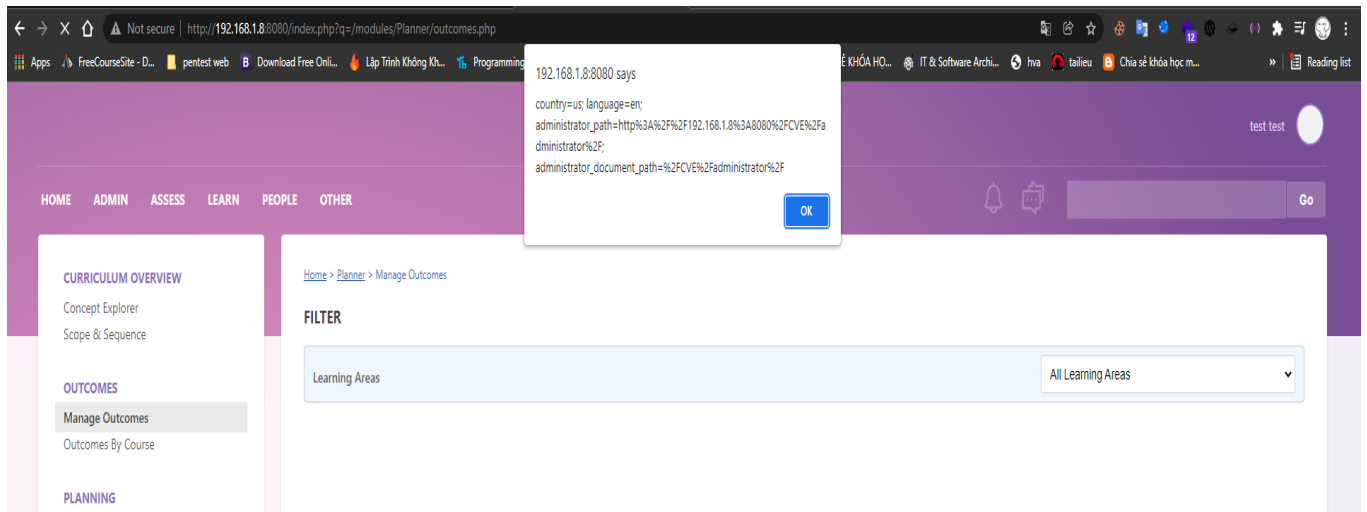 Not secure | http://192.168.1.8:8080/index.php?q=/modules/Planner/outcomes.php
12
Apps FreeCourseSite - D... pentest web Download Free Onli... Lập Trình Không Kh... Programming É KHÓA HỌ... IT & Software Archi... hva tailieu Chia sẻ khóa học m... » Reading list
192.168.1.8:8080 says
country=us; language=en;
administrator_path=http%3A%2F%2F192.168.1.8%3A8080%2FCVE%2Fa
dministrator%2F;
administrator_document_path=%2FCVE%2Fadministrator%2F
OK
test test
HOME ADMIN ASSESS LEARN PEOPLE OTHER
Go
CURRICULUM OVERVIEW
Concept Explorer
Scope & Sequence
OUTCOMES
Manage Outcomes
Outcomes By Course
PLANNING
Home > Planner > Manage Outcomes
FILTER
Learning Areas
All Learning Areas